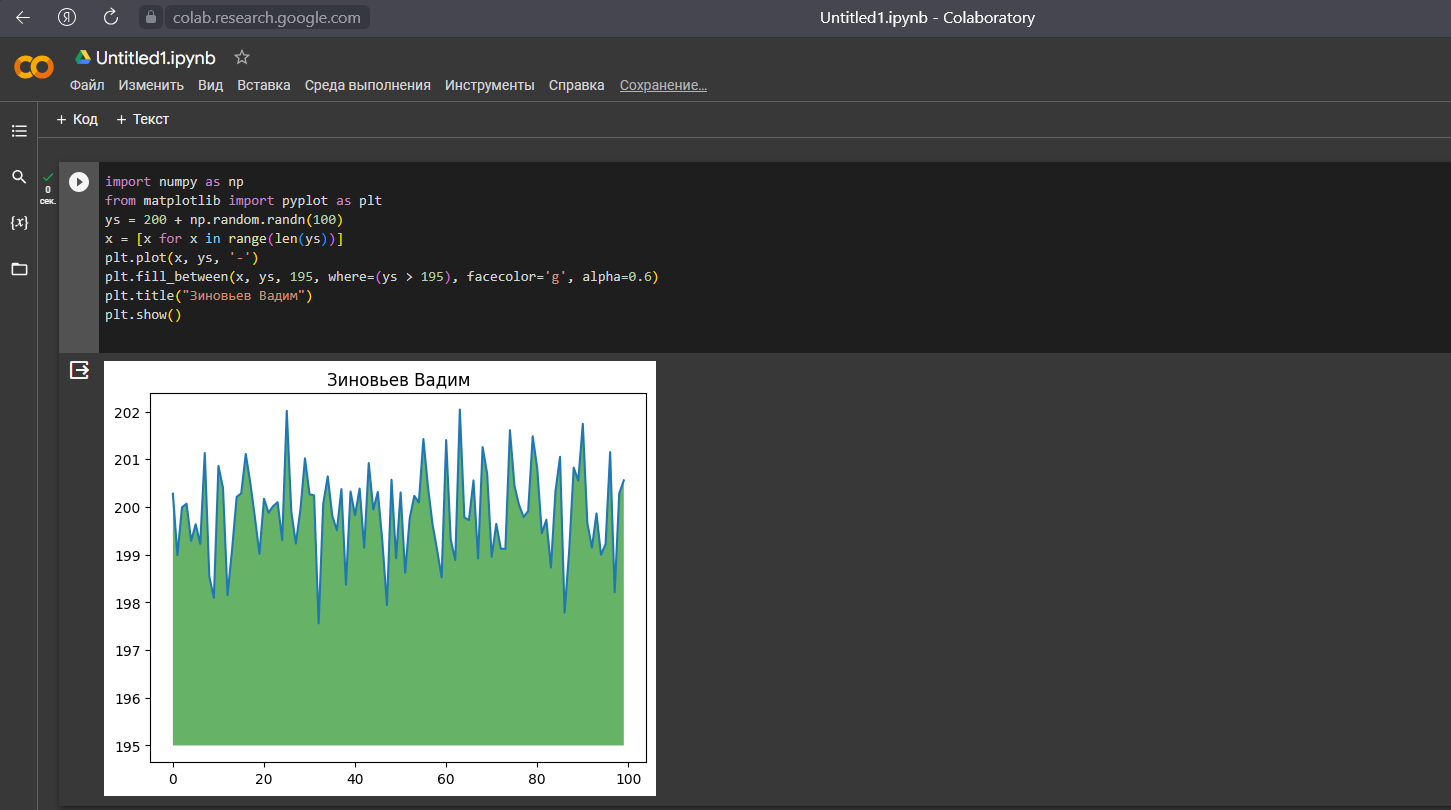 colab.research.google.com
Untitled1.ipynb - Colaboratory
Untitled1.ipynb
Файл Изменить Вид Вставка Среда выполнения Инструменты Справка Сохранение…
+ Код + Текст
{x}
0
сек.
import numpy as np
from matplotlib import pyplot as plt
ys = 200 + np.random.randn(100)
x = [x for x in range(len(ys))]
plt.plot(x, ys, '-')
plt.fill_between(x, ys, 195, where=(ys > 195), facecolor='g', alpha=0.6)
plt.title("Зиновьев Вадим")
plt.show()
Зиновьев Вадим
202
201
200
199
198
197
196
195
0 20 40 60 80 100